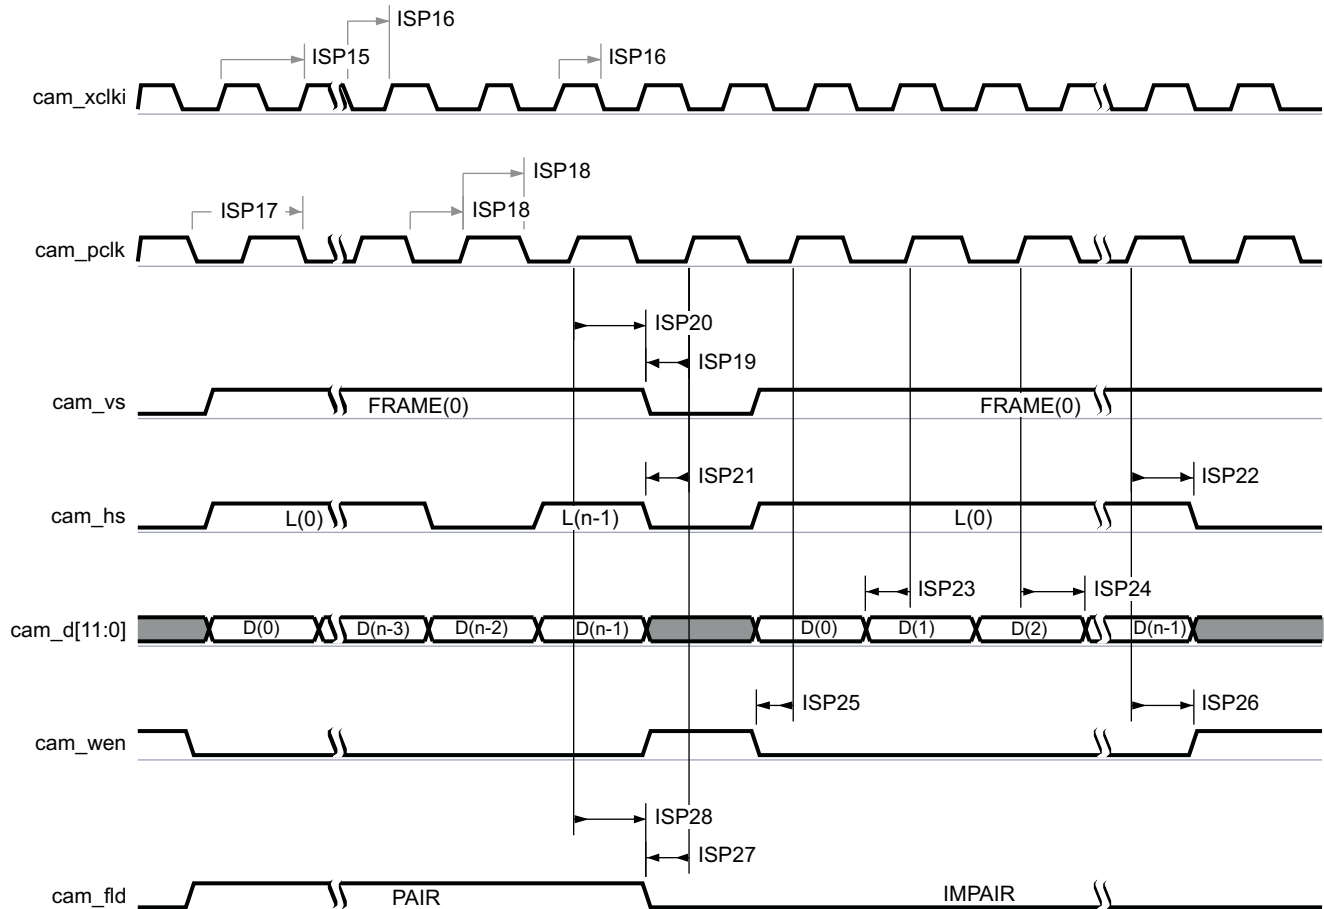 ISP16
ISP15
ISP16
cam_xclki
ISP18
ISP17
ISP18
cam_pclk
ISP20
ISP19
cam_vs
FRAME(0)
FRAME(0)
ISP21
ISP22
cam_hs
L(0)
L(n-1)
L(0)
ISP23
ISP24
cam_d[11:0]
D(0)
D(n-3)
D(n-2)
D(n-1)
D(0)
D(1)
D(2)
D(n-1)
ISP25
ISP26
cam_wen
ISP28
ISP27
cam_fld
PAIR
IMPAIR